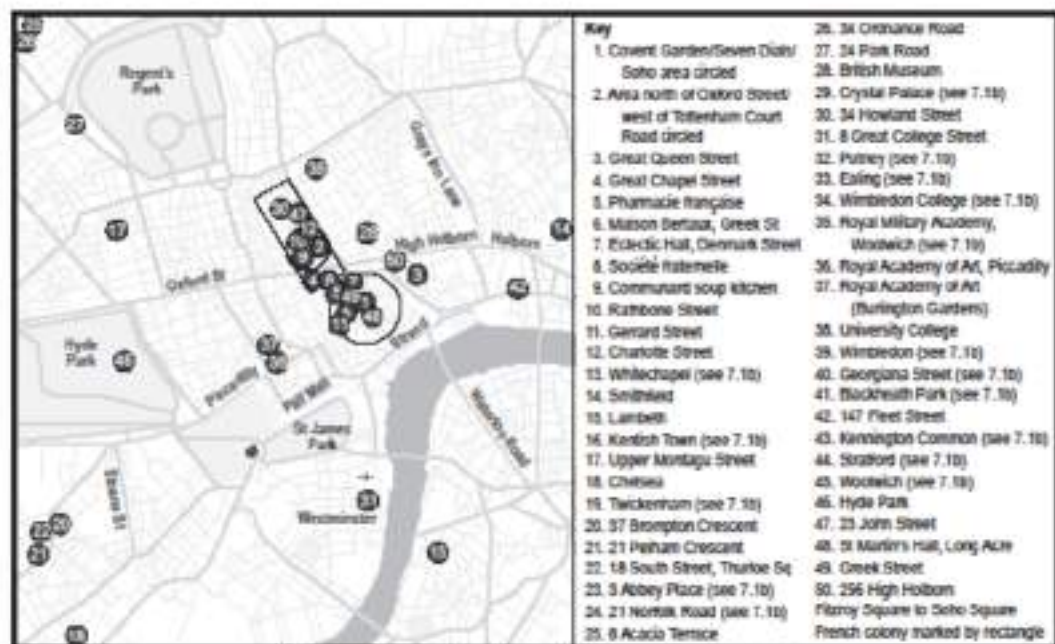 Regent's
Park
Gray's Inn Lane
High Holborn
Holborn
Oxford St
Hyde
Park
Strand
Piccadilly
Pall Mall
St James
Park
Waterloo Road
Sloane St
Westminster
Key
1. Covent Garden/Seven Dials/
Soho area circled
2. Area north of Oxford Street/
west of Tottenham Court
Road circled
3. Great Queen Street
4. Great Chapel Street
5. Pharmacie française
6. Maison Bertaux, Greek St
7. Eclectic Hall, Denmark Street
8. Société fraternelle
9. Communard soup kitchen
10. Rathbone Street
11. Gerrard Street
12. Charlotte Street
13. Whitechapel (see 7.1b)
14. Smithfield
15. Lambeth
16. Kentish Town (see 7.1b)
17. Upper Montagu Street
18. Chelsea
19. Twickenham (see 7.1b)
20. 37 Brompton Crescent
21. 21 Pelham Crescent
22. 18 South Street, Thurloe Sq
23. 3 Abbey Place (see 7.1b)
24. 21 Norfolk Road (see 7.1b)
25. 6 Acacia Terrace
26. 34 Ordnance Road
27. 24 Park Road
28. British Museum
29. Crystal Palace (see 7.1b)
30. 34 Howland Street
31. 8 Great College Street
32. Putney (see 7.1b)
33. Ealing (see 7.1b)
34. Wimbledon College (see 7.1b)
35. Royal Military Academy,
Woolwich (see 7.1b)
36. Royal Academy of Art, Piccadilly
37. Royal Academy of Art
(Burlington Gardens)
38. University College
39. Wimbledon (see 7.1b)
40. Georgiana Street (see 7.1b)
41. Blackheath Park (see 7.1b)
42. 147 Fleet Street
43. Kennington Common (see 7.1b)
44. Stratford (see 7.1b)
45. Woolwich (see 7.1b)
46. Hyde Park
47. 23 John Street
48. St Martin's Hall, Long Acre
49. Greek Street
50. 256 High Holborn
Fitzroy Square to Soho Square
French colony marked by rectangle